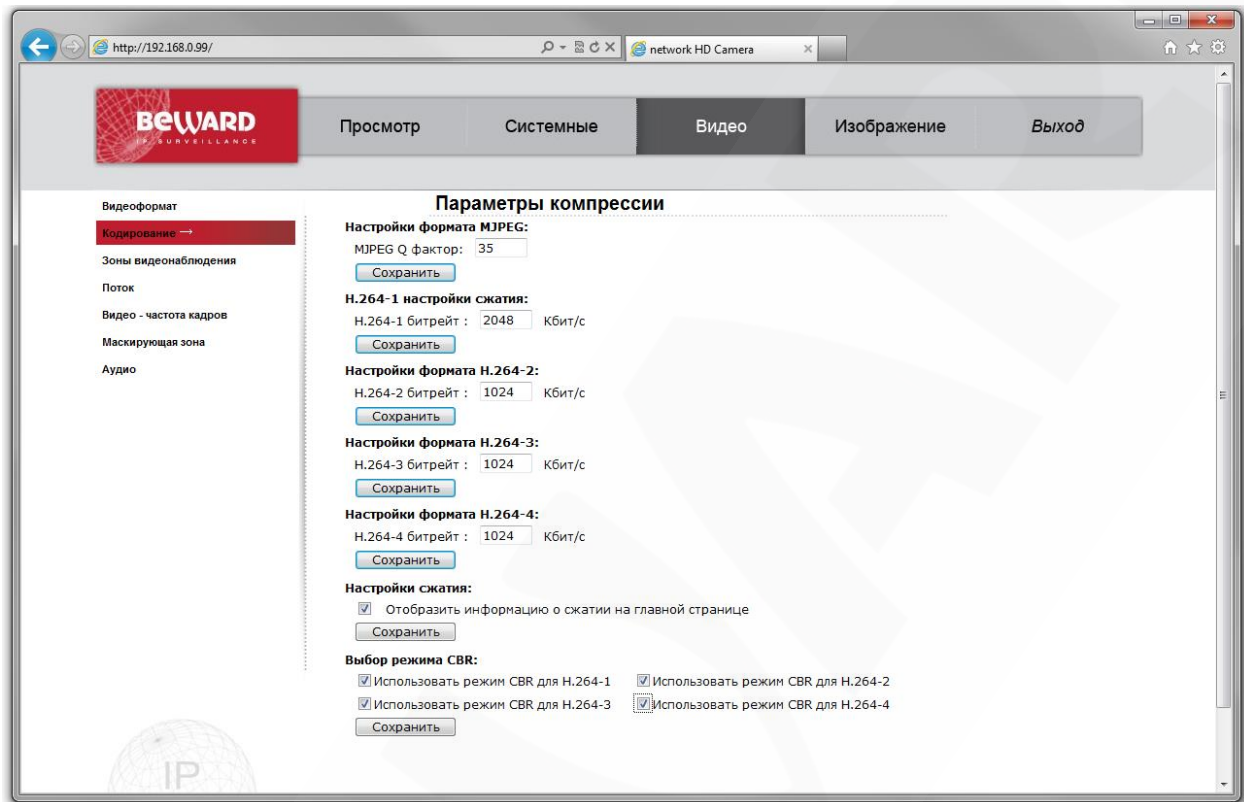 http://192.168.0.99/
network HD Camera
BEWARD
IP SURVEILLANCE
Просмотр
Системные
Видео
Изображение
Выход
Видеоформат
Кодирование →
Зоны видеонаблюдения
Поток
Видео - частота кадров
Маскирующая зона
Аудио
Параметры компрессии
Настройки формата MJPEG:
MJPEG Q фактор: 35
Сохранить
H.264-1 настройки сжатия:
H.264-1 битрейт : 2048 Кбит/с
Сохранить
Настройки формата H.264-2:
H.264-2 битрейт : 1024 Кбит/с
Сохранить
Настройки формата H.264-3:
H.264-3 битрейт : 1024 Кбит/с
Сохранить
Настройки формата H.264-4:
H.264-4 битрейт : 1024 Кбит/с
Сохранить
Настройки сжатия:
Отобразить информацию о сжатии на главной странице
Сохранить
Выбор режима CBR:
Использовать режим CBR для H.264-1 Использовать режим CBR для H.264-2
Использовать режим CBR для H.264-3 Использовать режим CBR для H.264-4
Сохранить
IP